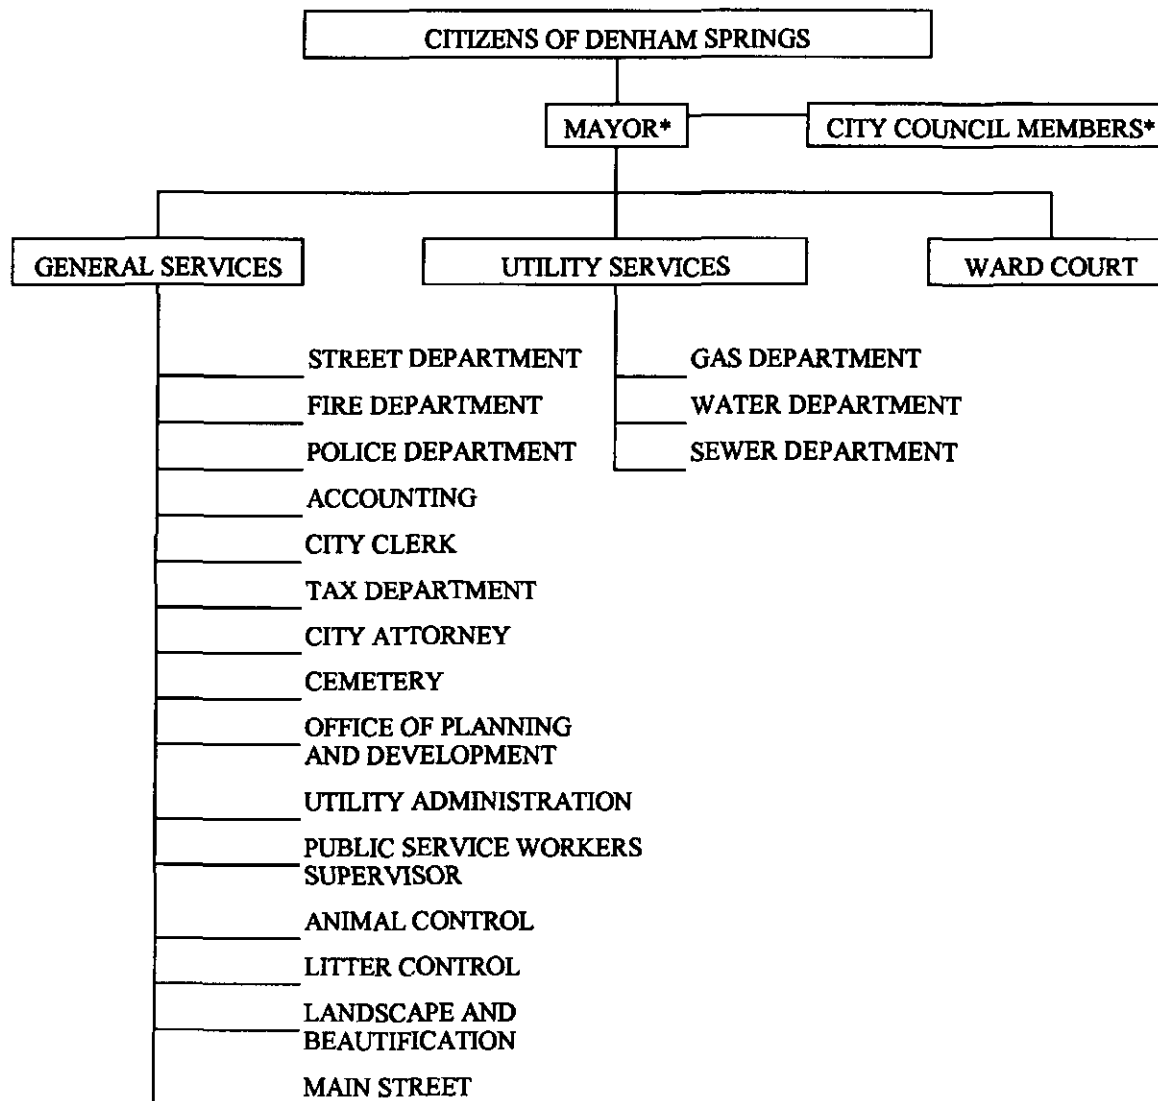 CITIZENS OF DENHAM SPRINGS
MAYOR*
CITY COUNCIL MEMBERS*
GENERAL SERVICES
UTILITY SERVICES
WARD COURT
STREET DEPARTMENT
FIRE DEPARTMENT
POLICE DEPARTMENT
ACCOUNTING
CITY CLERK
TAX DEPARTMENT
CITY ATTORNEY
CEMETERY
OFFICE OF PLANNING
AND DEVELOPMENT
UTILITY ADMINISTRATION
PUBLIC SERVICE WORKERS
SUPERVISOR
ANIMAL CONTROL
LITTER CONTROL
LANDSCAPE AND
BEAUTIFICATION
MAIN STREET
GAS DEPARTMENT
WATER DEPARTMENT
SEWER DEPARTMENT